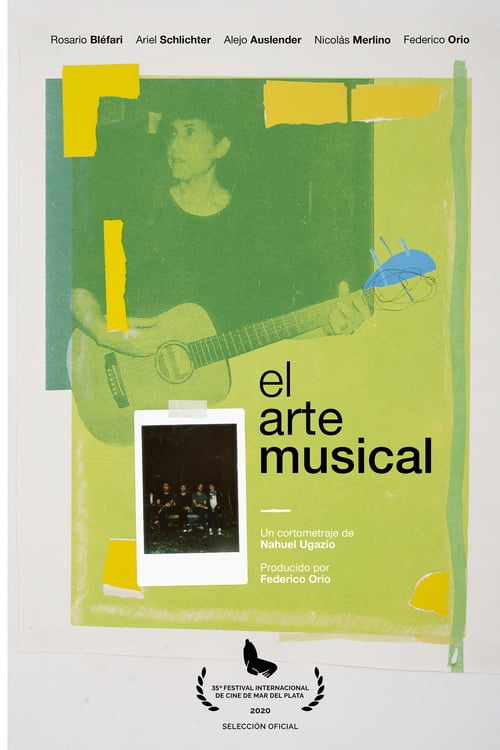 Rosario Bléfari Ariel Schlichter Alejo Auslender Nicolás Merlino Federico Orio
el
arte
musical
Un cortometraje de
Nahuel Ugazio
Producido por
Federico Orio
35º FESTIVAL INTERNACIONAL
DE CINE DE MAR DEL PLATA
2020
SELECCIÓN OFICIAL